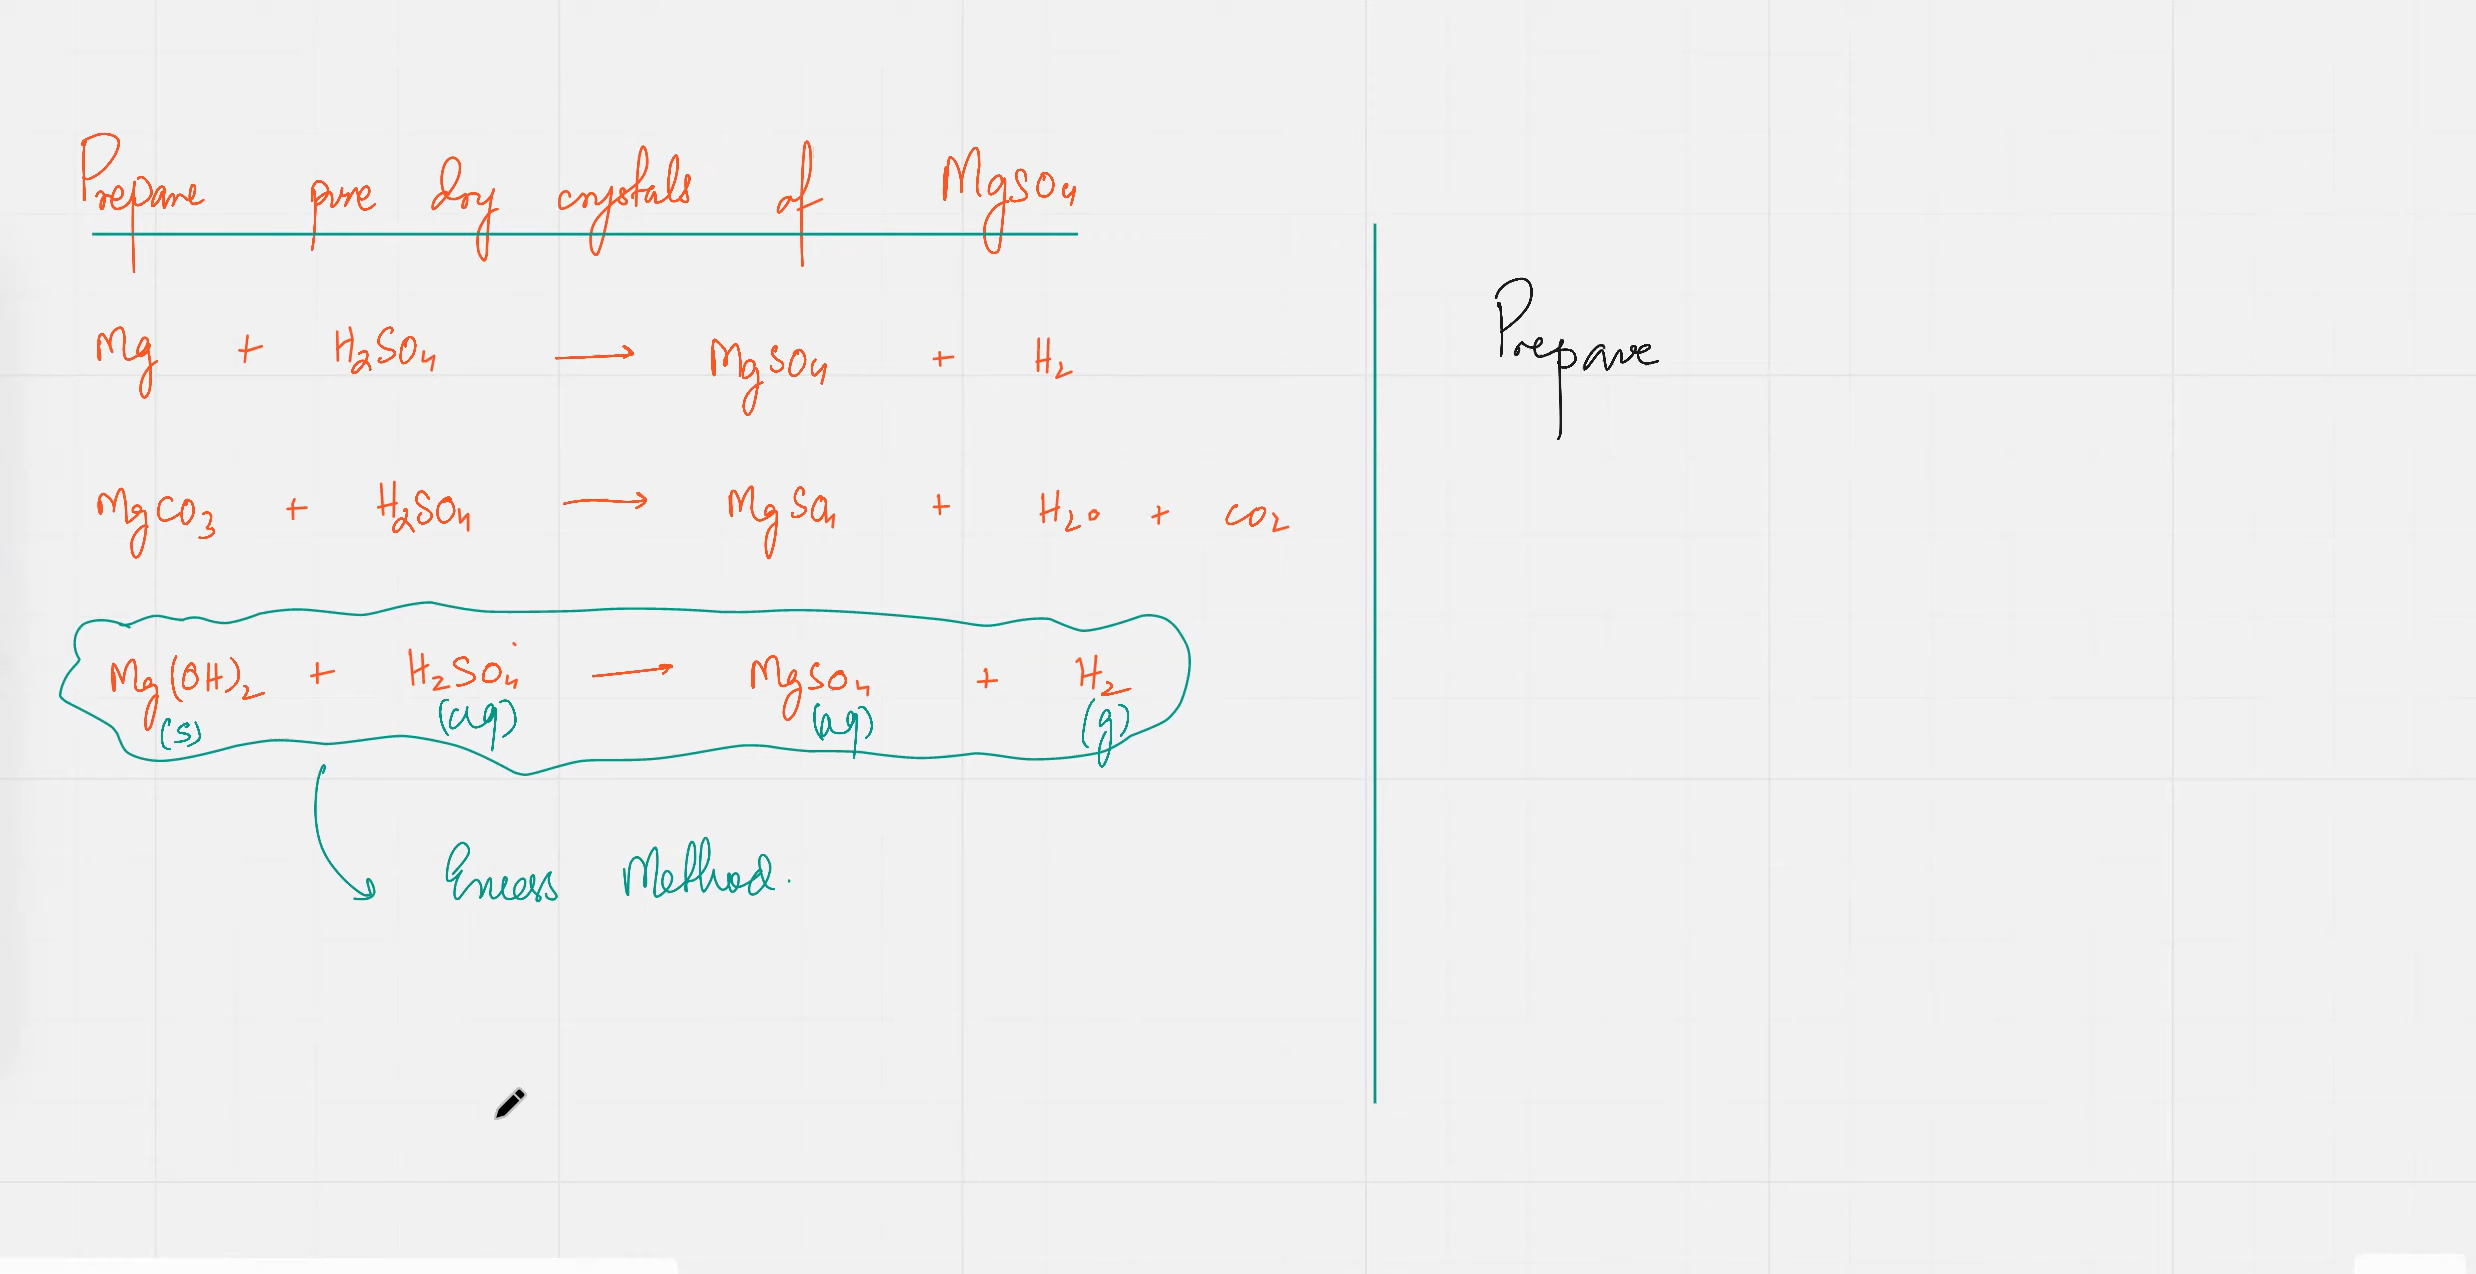 Prepare pure dry crystals of MgSO4
Mg + H2SO4 → MgSO4 + H2
MgCO3 + H2SO4 → MgSO4 + H2O + CO2
Mg(OH)2 + H2SO4 → MgSO4 + H2
(s) (aq) (aq) (g)
Excess Method.
Prepare